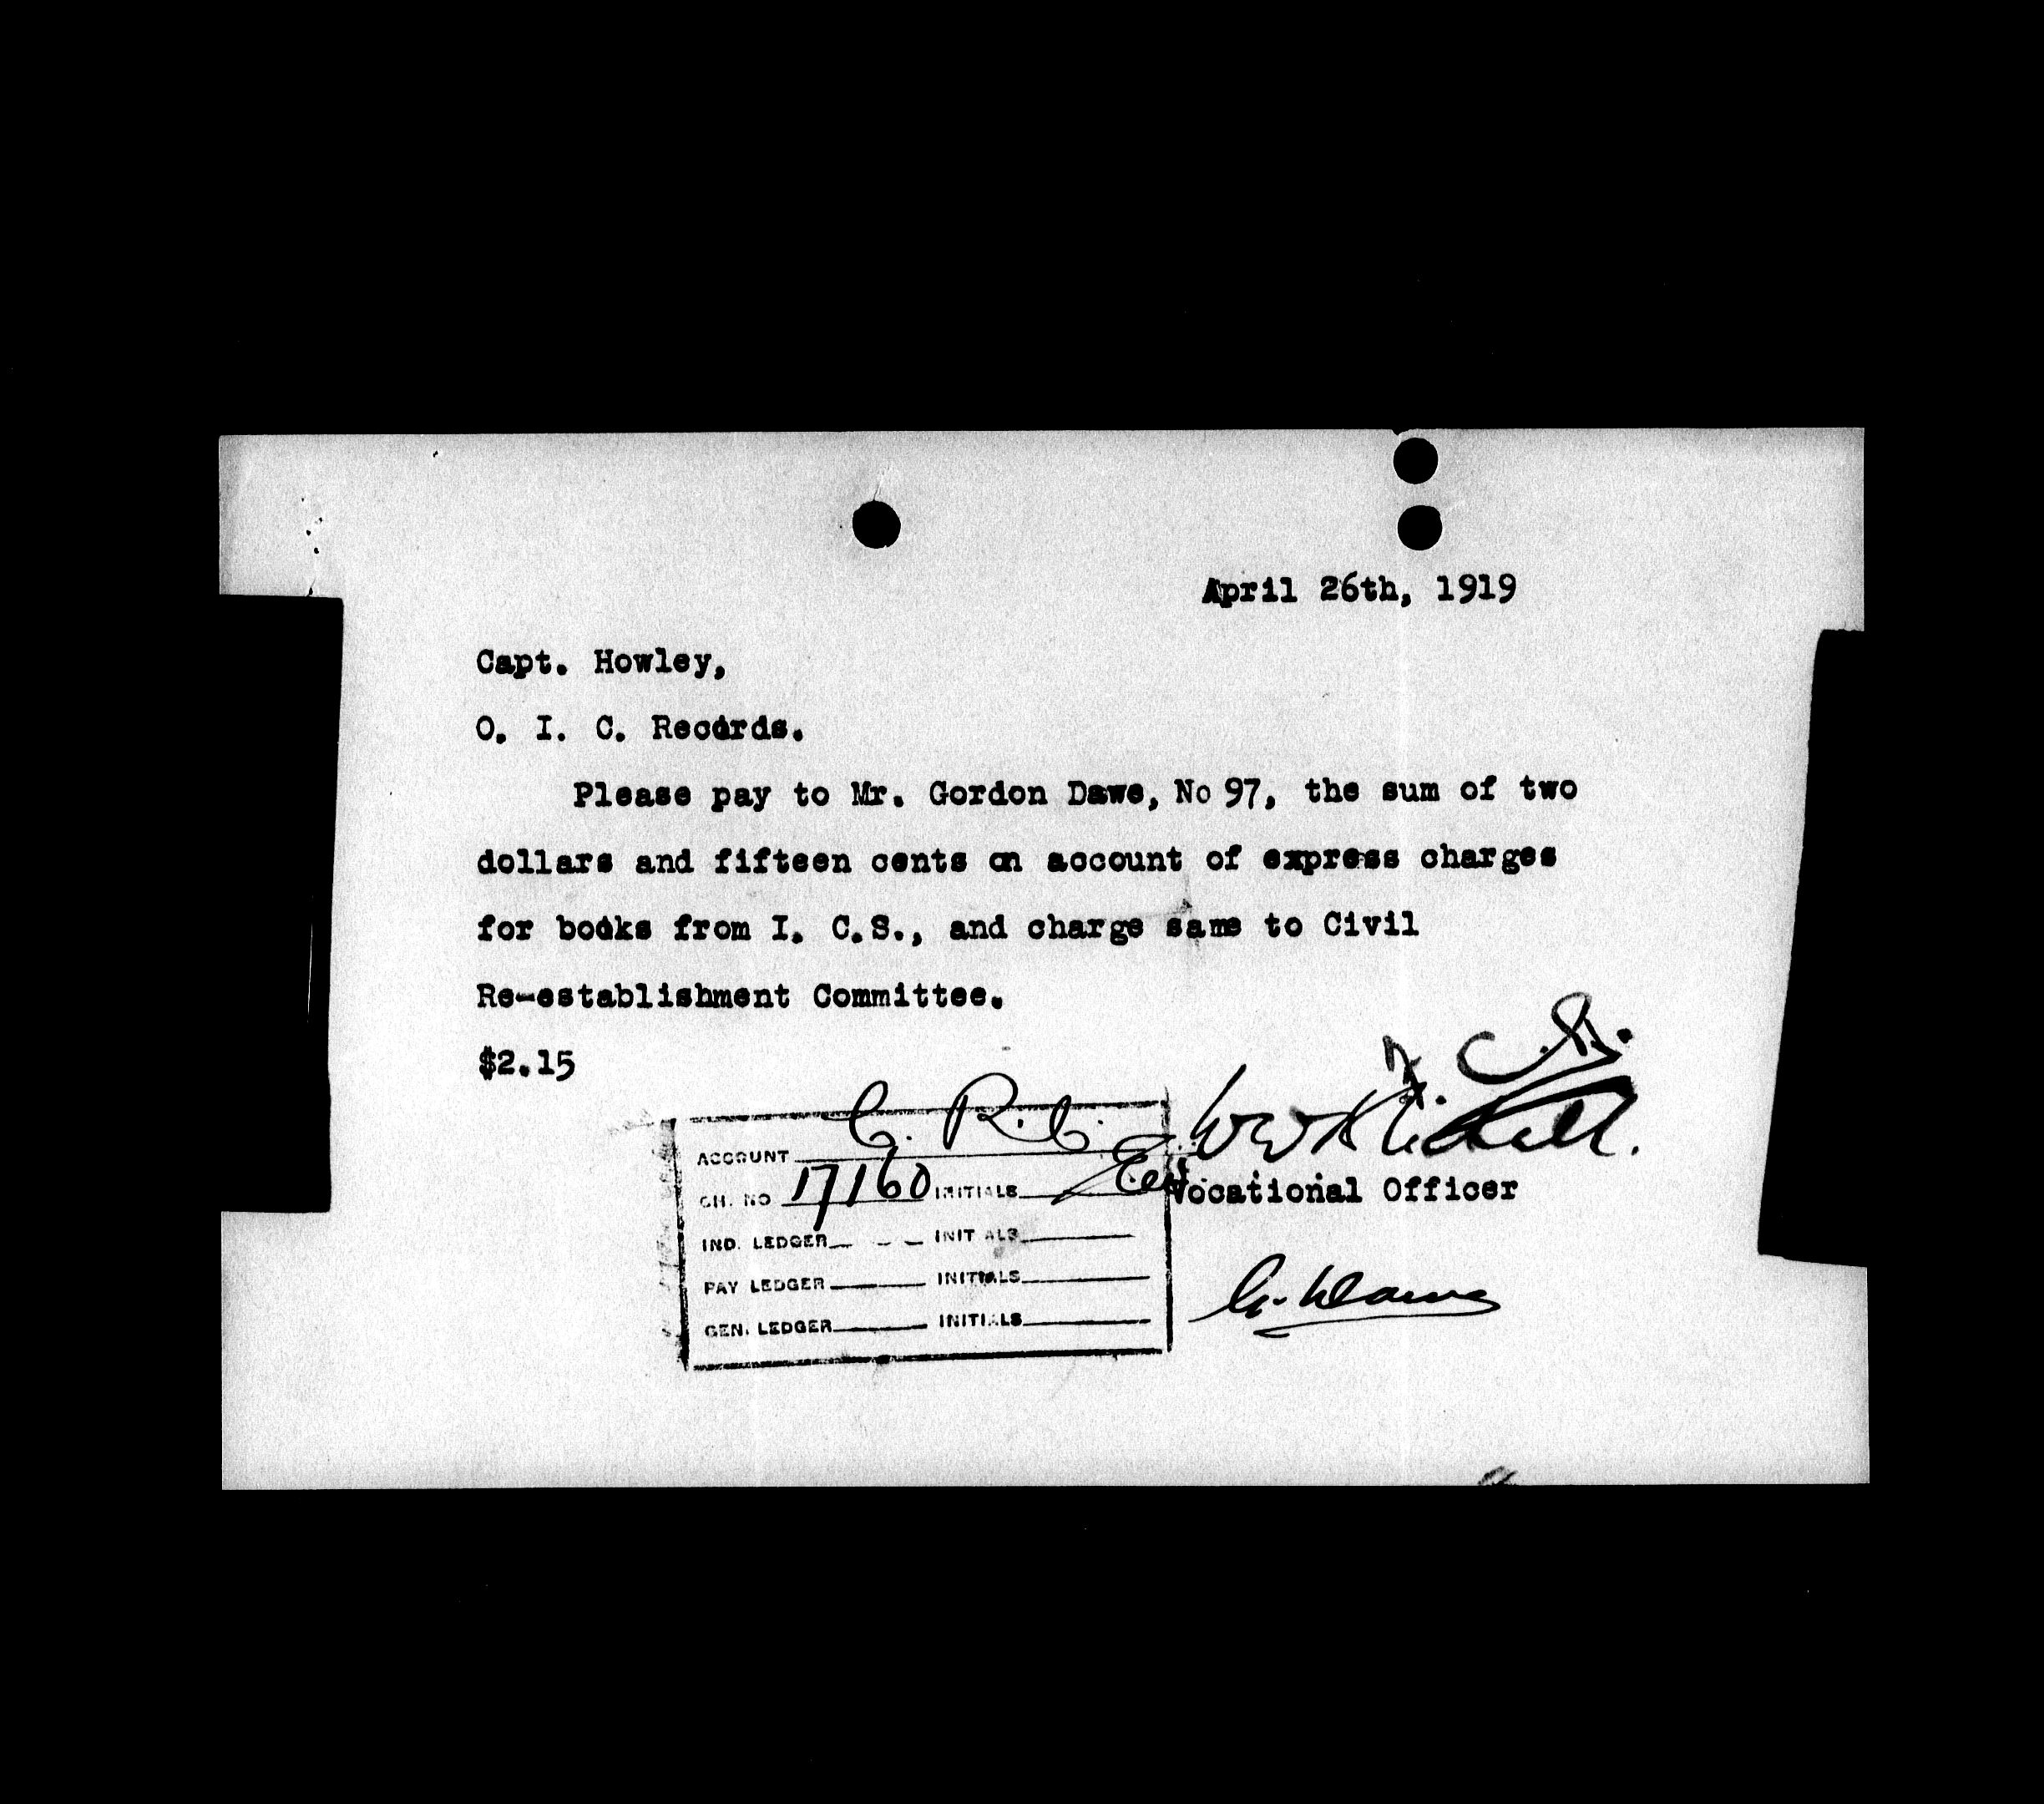 April 26th, 1919
Capt. Howley,
O. I. C. Records.
Please pay to Mr. Gordon Dawe, No 97, the sum of two
dollars and fifteen cents on account of express charges
for books from I. C.S., and charge same to Civil
Re-establishment Committee.
$2.15
ACCOUNT C. R. C.
CH. NO 17160 INITIALS
Vocational Officer
IND. LEDGER INITIALS
PAY LEDGER INITIALS
GEN. LEDGER INITIALS
G. Dawe